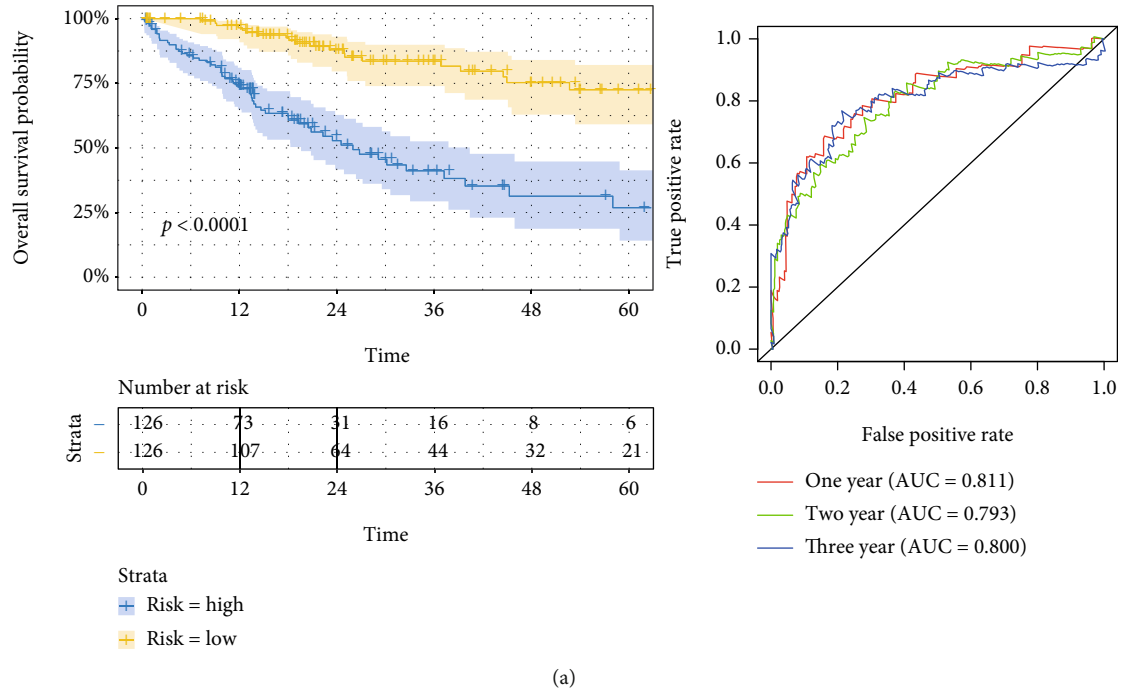 Overall survival probability
100%
75%
50%
25%
0%
p < 0.0001
0 12 24 36 48 60
Time
Number at risk
Strata
126 73 31 16 8 6
126 107 64 44 32 21
0 12 24 36 48 60
Time
Strata
Risk = high
Risk = low
True positive rate
1.0
0.8
0.6
0.4
0.2
0.0
0.0 0.2 0.4 0.6 0.8 1.0
False positive rate
One year (AUC = 0.811)
Two year (AUC = 0.793)
Three year (AUC = 0.800)
(a)